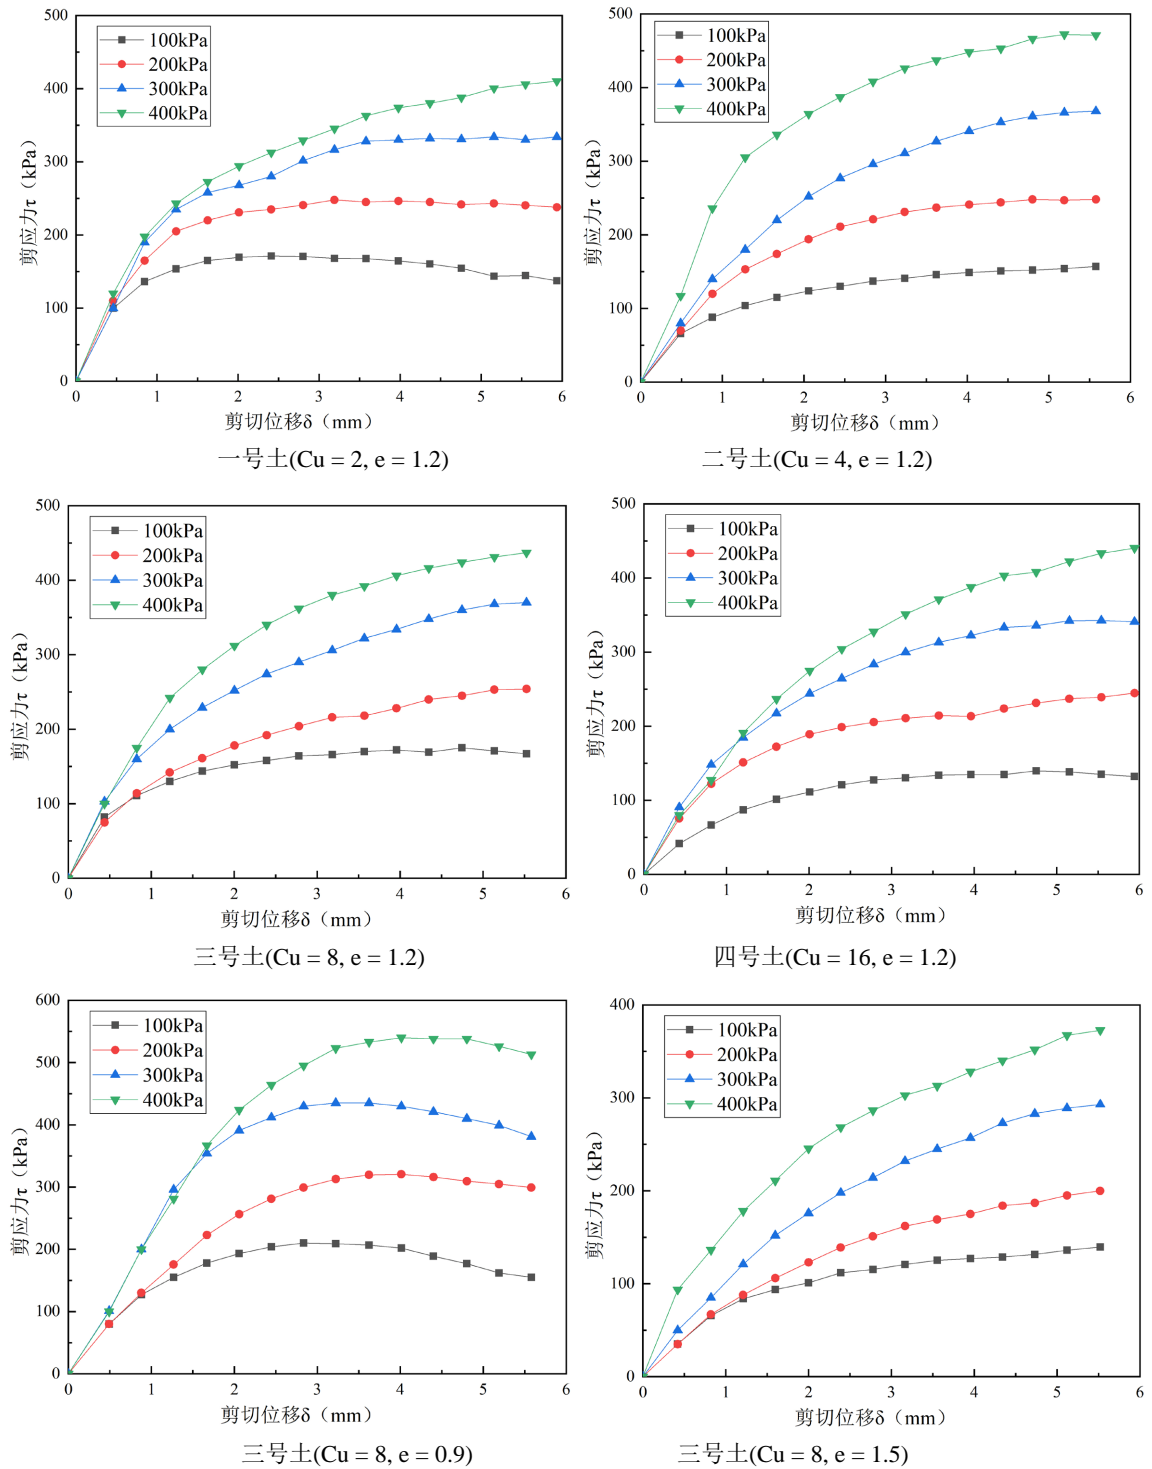 500
400
300
200
100
0
100kPa
200kPa
300kPa
400kPa
剪应力τ（kPa）
0 1 2 3 4 5 6
剪切位移δ（mm）
一号土(Cu = 2, e = 1.2)
500
400
300
200
100
0
100kPa
200kPa
300kPa
400kPa
剪应力τ（kPa）
0 1 2 3 4 5 6
剪切位移δ（mm）
二号土(Cu = 4, e = 1.2)
500
400
300
200
100
0
100kPa
200kPa
300kPa
400kPa
剪应力τ（kPa）
0 1 2 3 4 5 6
剪切位移δ（mm）
三号土(Cu = 8, e = 1.2)
500
400
300
200
100
0
100kPa
200kPa
300kPa
400kPa
剪应力τ（kPa）
0 1 2 3 4 5 6
剪切位移δ（mm）
四号土(Cu = 16, e = 1.2)
600
500
400
300
200
100
0
100kPa
200kPa
300kPa
400kPa
剪应力τ（kPa）
0 1 2 3 4 5 6
剪切位移δ（mm）
三号土(Cu = 8, e = 0.9)
400
300
200
100
0
100kPa
200kPa
300kPa
400kPa
剪应力τ（kPa）
0 1 2 3 4 5 6
剪切位移δ（mm）
三号土(Cu = 8, e = 1.5)